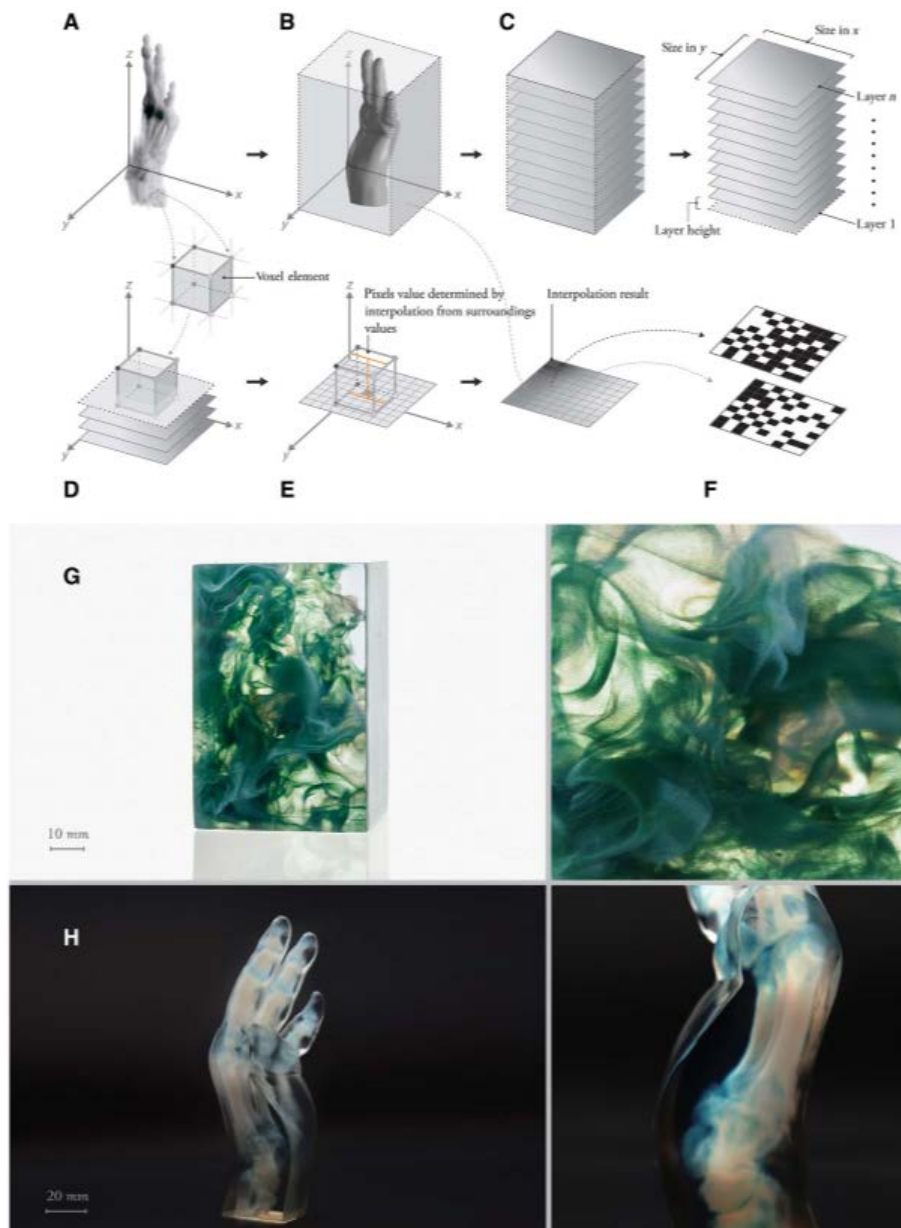 A
B
C
z
x
y
z
x
y
Size in y
Size in x
Layer n
Layer height
Layer 1
Voxel element
z
x
y
Pixels value determined by
interpolation from surroundings
values
z
x
y
Interpolation result
D
E
F
G
10 mm
H
20 mm